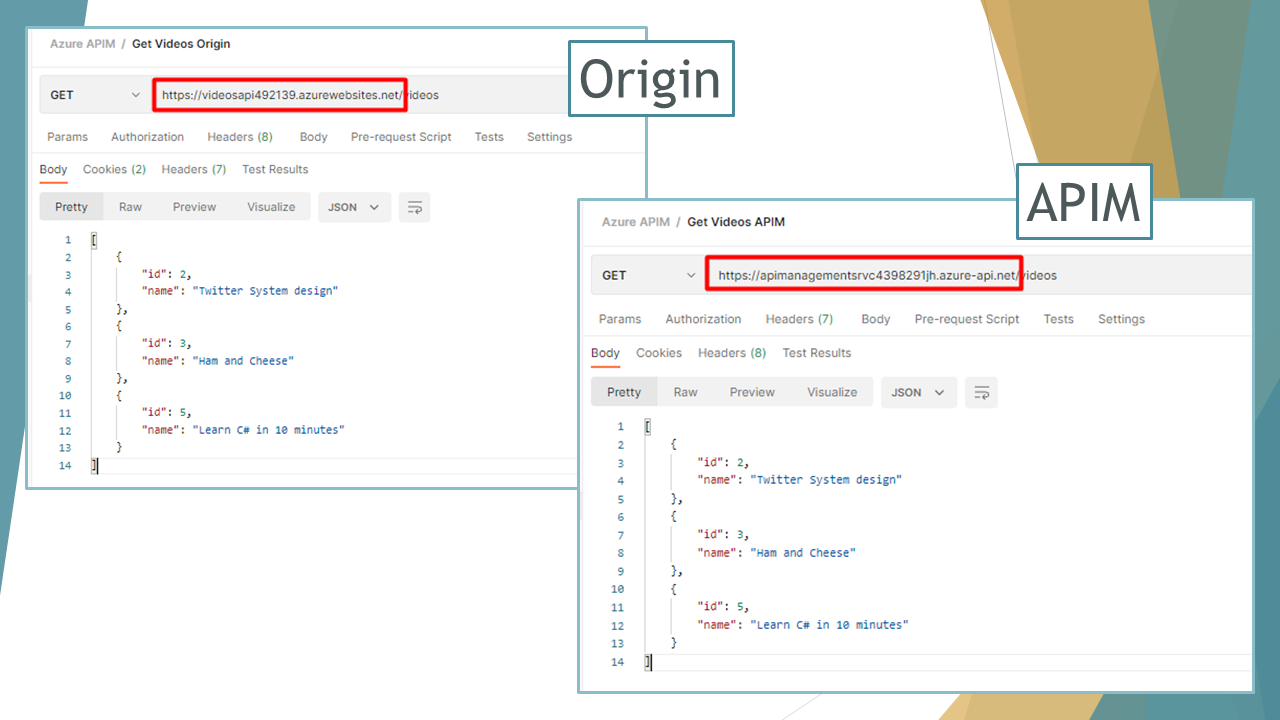 Azure APIM / Get Videos Origin
Origin
GET https://videosapi492139.azurewebsites.net/videos
Params Authorization Headers (8) Body Pre-request Script Tests Settings
Body Cookies (2) Headers (7) Test Results
Pretty Raw Preview Visualize JSON
1 [
2 {
3 "id": 2,
4 "name": "Twitter System design"
5 },
6 {
7 "id": 3,
8 "name": "Ham and Cheese"
9 },
10 {
11 "id": 5,
12 "name": "Learn C# in 10 minutes"
13 }
14 ]
APIM
Azure APIM / Get Videos APIM
GET https://apimanagementsrvc4398291jh.azure-api.net/videos
Params Authorization Headers (7) Body Pre-request Script Tests Settings
Body Cookies Headers (8) Test Results
Pretty Raw Preview Visualize JSON
1 [
2 {
3 "id": 2,
4 "name": "Twitter System design"
5 },
6 {
7 "id": 3,
8 "name": "Ham and Cheese"
9 },
10 {
11 "id": 5,
12 "name": "Learn C# in 10 minutes"
13 }
14 ]